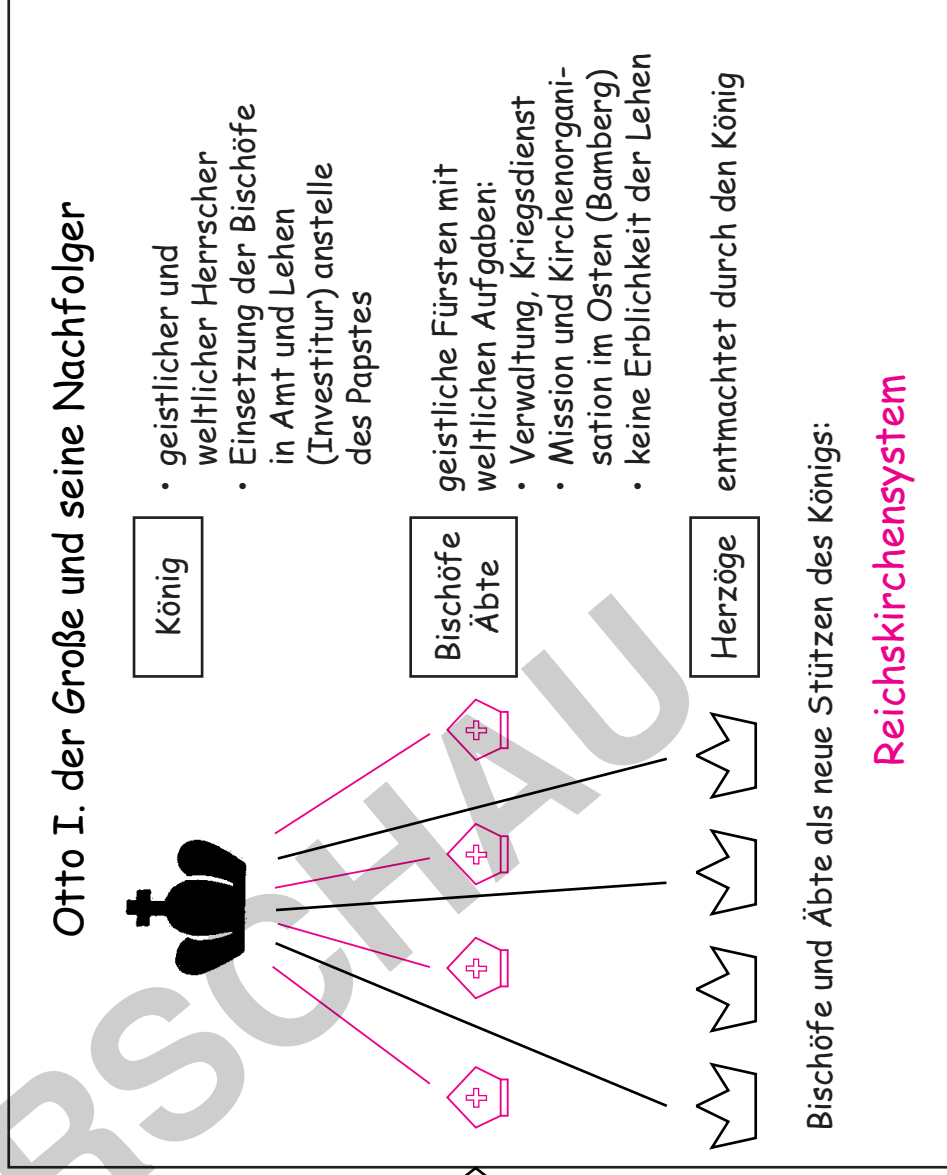 Otto I. der Große und seine Nachfolger
König
• geistlicher und
weltlicher Herrscher
• Einsetzung der Bischöfe
in Amt und Lehen
(Investitur) anstelle
des Papstes
Bischöfe
Äbte
geistliche Fürsten mit
weltlichen Aufgaben:
• Verwaltung, Kriegsdienst
• Mission und Kirchenorgani-
sation im Osten (Bamberg)
• keine Erblichkeit der Lehen
Herzöge
entmachtet durch den König
Bischöfe und Äbte als neue Stützen des Königs:
Reichskirchensystem
RSCHAU